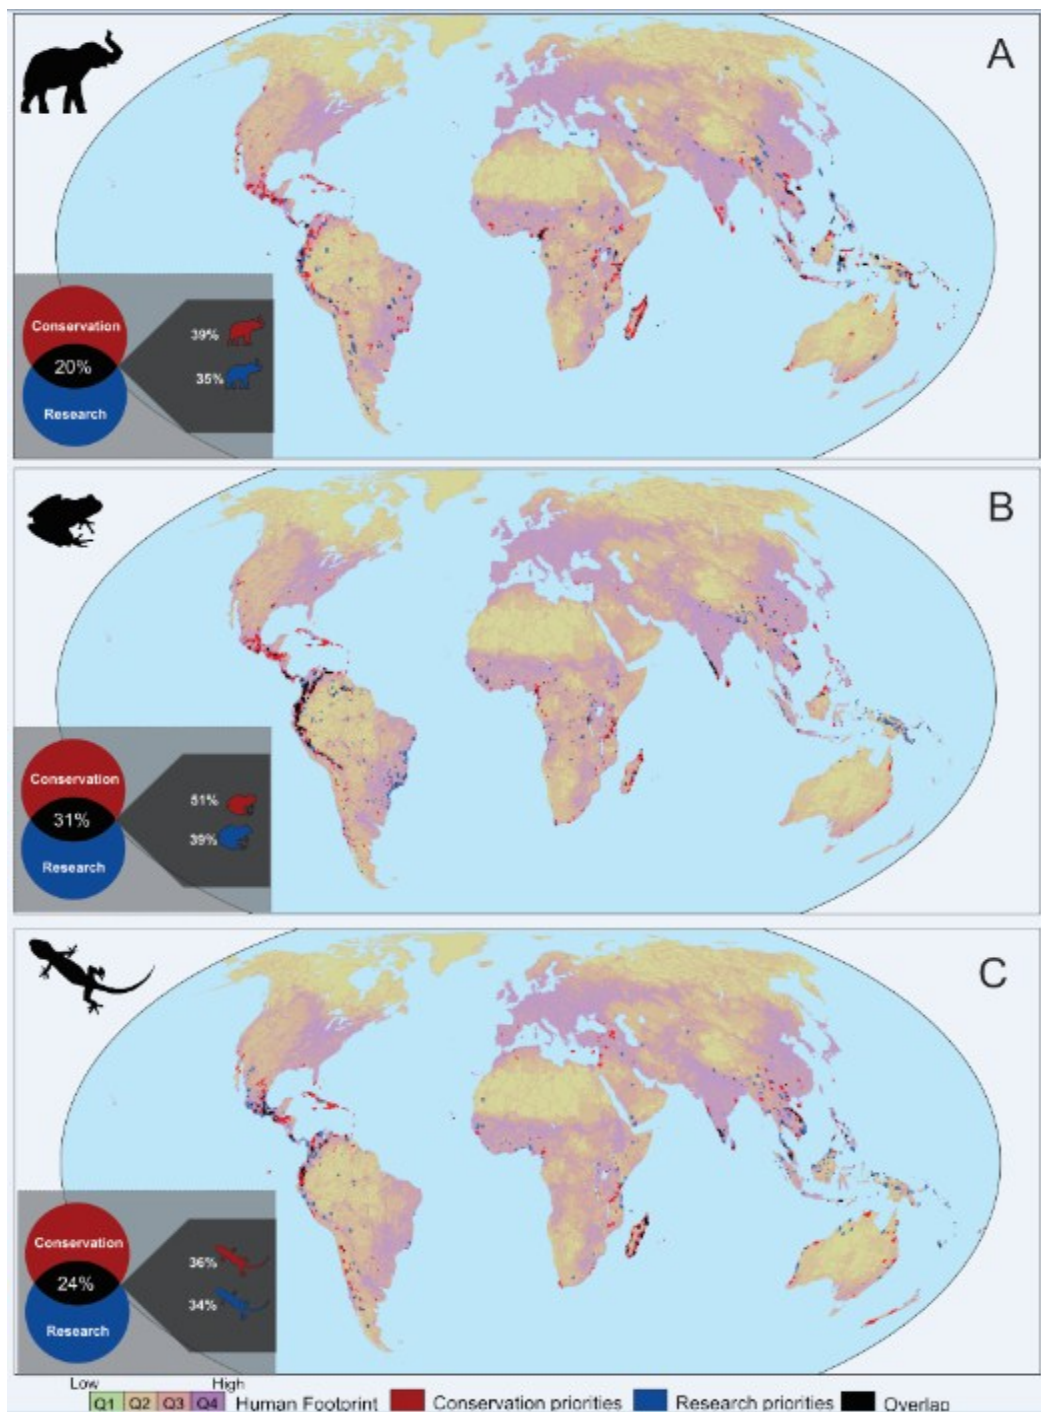 A
Conservation
20%
Research
39%
35%
B
Conservation
31%
Research
51%
39%
C
Conservation
24%
Research
36%
34%
Low High
Q1 Q2 Q3 Q4 Human Footprint Conservation priorities Research priorities Overlap